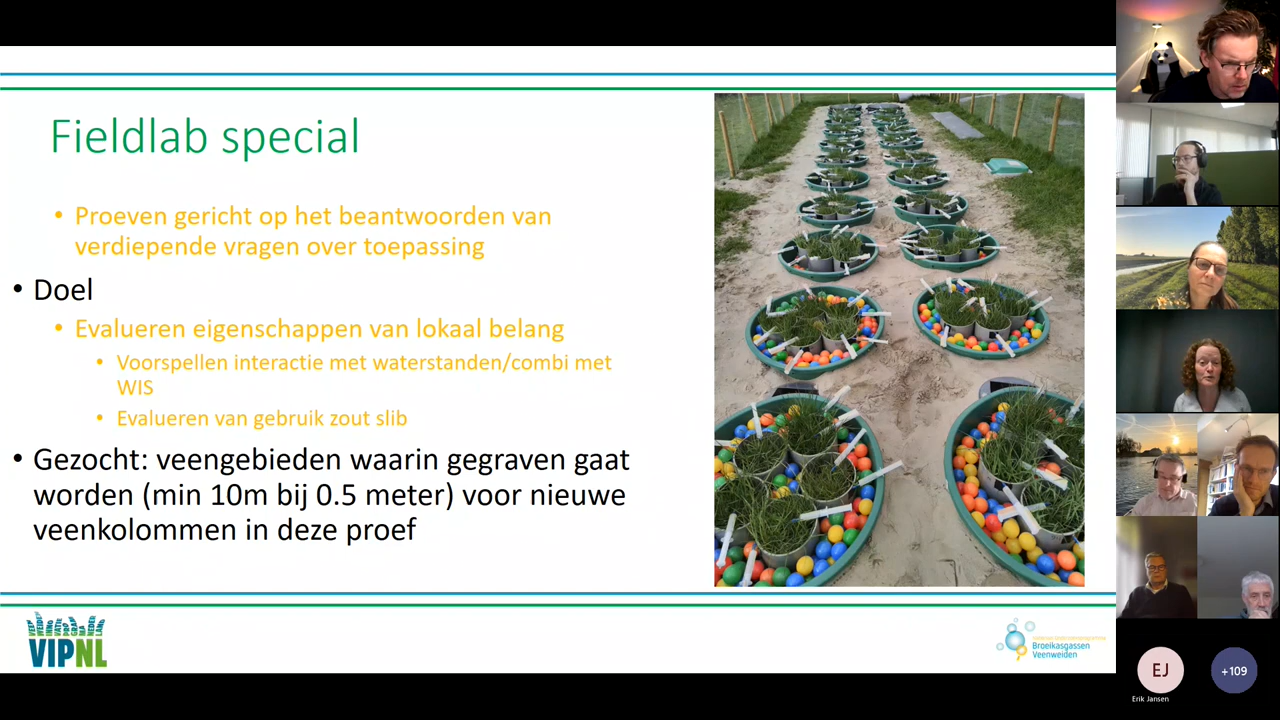 Fieldlab special
• Proeven gericht op het beantwoorden van
verdiepende vragen over toepassing
• Doel
• Evalueren eigenschappen van lokaal belang
• Voorspellen interactie met waterstanden/combi met
WIS
• Evalueren van gebruik zout slib
• Gezocht: veengebieden waarin gegraven gaat
worden (min 10m bij 0.5 meter) voor nieuwe
veenkolommen in deze proef
VIPNL
Broeikasgassen
Veenweiden
EJ
+109
Erik Jansen